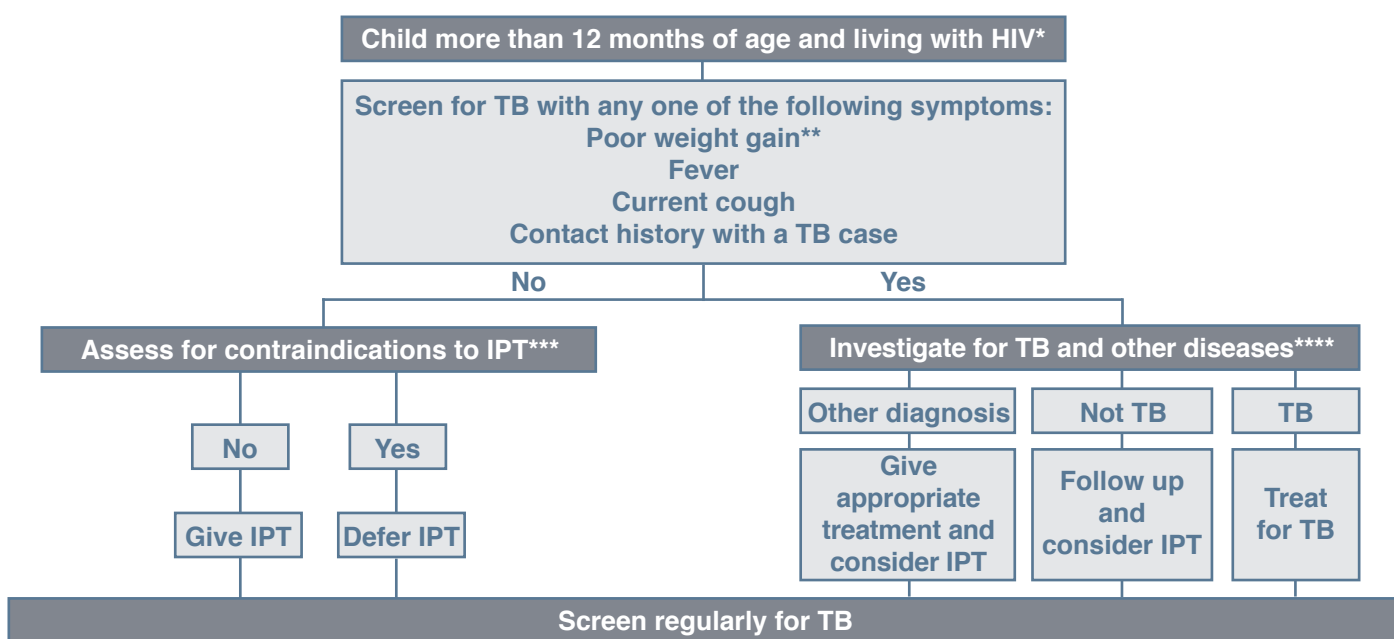 Child more than 12 months of age and living with HIV*
Screen for TB with any one of the following symptoms:
Poor weight gain**
Fever
Current cough
Contact history with a TB case
No
Yes
Assess for contraindications to IPT***
No
Yes
Give IPT
Defer IPT
Investigate for TB and other diseases****
Other diagnosis
Not TB
TB
Give
appropriate
treatment and
consider IPT
Follow up
and
consider IPT
Treat
for TB
Screen regularly for TB